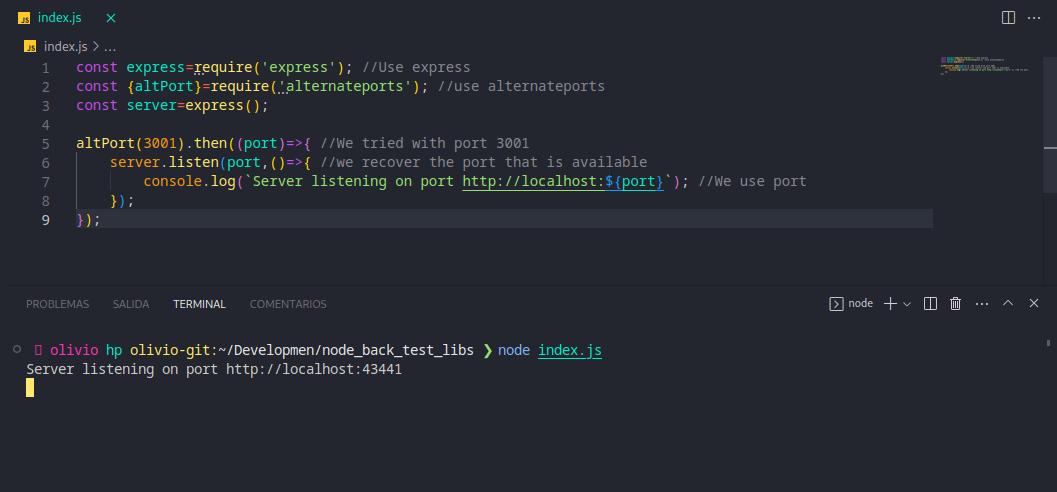 JS index.js ×
JS index.js > ...
1 const express=require('express'); //Use express
2 const {altPort}=require('alternateports'); //use alternateports
3 const server=express();
4
5 altPort(3001).then((port)=>{ //We tried with port 3001
6     server.listen(port,()=>{ //we recover the port that is available
7         console.log(`Server listening on port http://localhost:${port}`); //We use port
8     });
9 });
PROBLEMAS SALIDA TERMINAL COMENTARIOS node
olivio hp olivio-git:~/Developmen/node_back_test_libs ❯ node index.js
Server listening on port http://localhost:43441